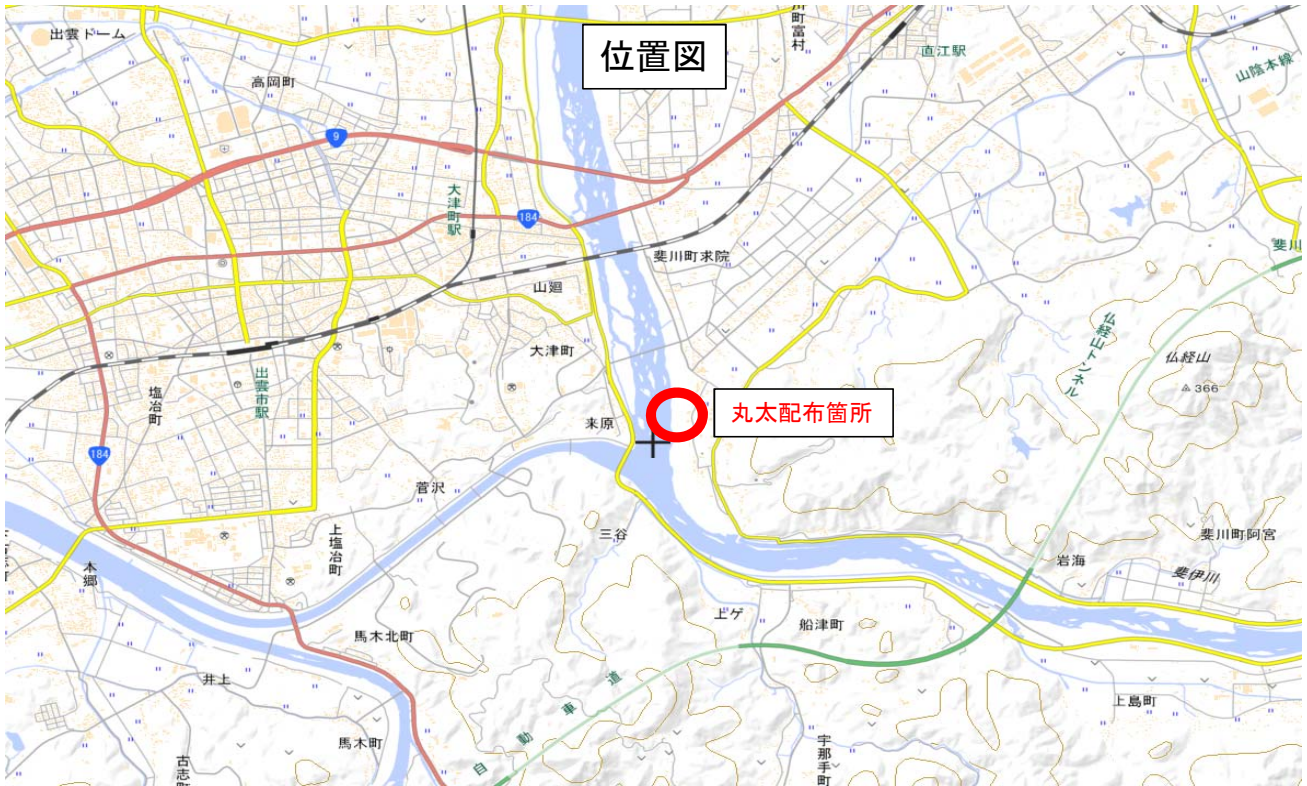 位置図
出雲ドーム
川町富村
直江駅
山陰本線
高岡町
9
大津町駅
184
斐川町求院
斐川
山廻
仏経山トンネル
大津町
仏経山
366
出雲市駅
塩冶町
丸太配布箇所
来原
184
菅沢
三谷
上塩冶町
斐川町阿宮
岩海
本郷
斐伊川
上ゲ
船津町
馬木北町
井上
自動車道
上島町
馬木町
宇那手町
古志町